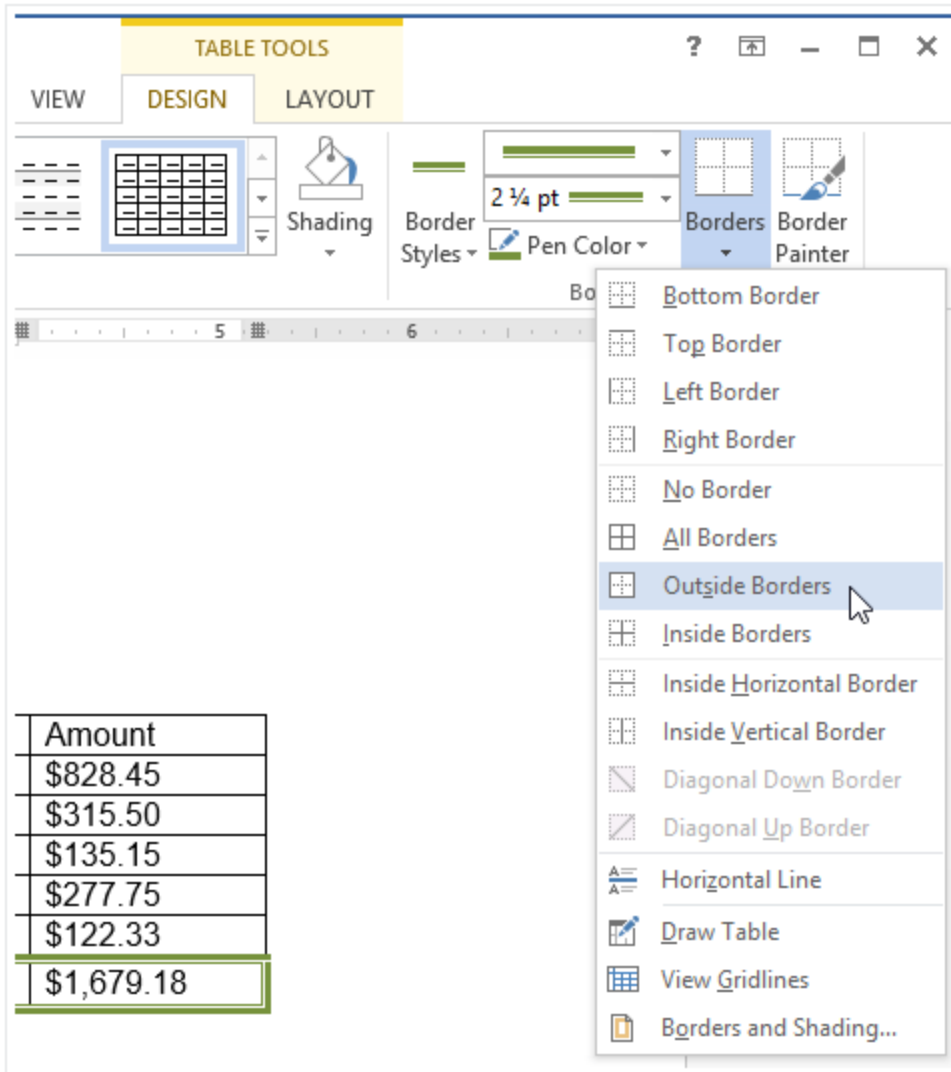 TABLE TOOLS
?
VIEW DESIGN LAYOUT
2 ¼ pt
Shading
Border Styles
Pen Color
Borders
Border Painter
5 6
Bottom Border
Top Border
Left Border
Right Border
No Border
All Borders
Outside Borders
Inside Borders
Inside Horizontal Border
Inside Vertical Border
Diagonal Down Border
Diagonal Up Border
Horizontal Line
Draw Table
View Gridlines
Borders and Shading...
Amount
$828.45
$315.50
$135.15
$277.75
$122.33
$1,679.18